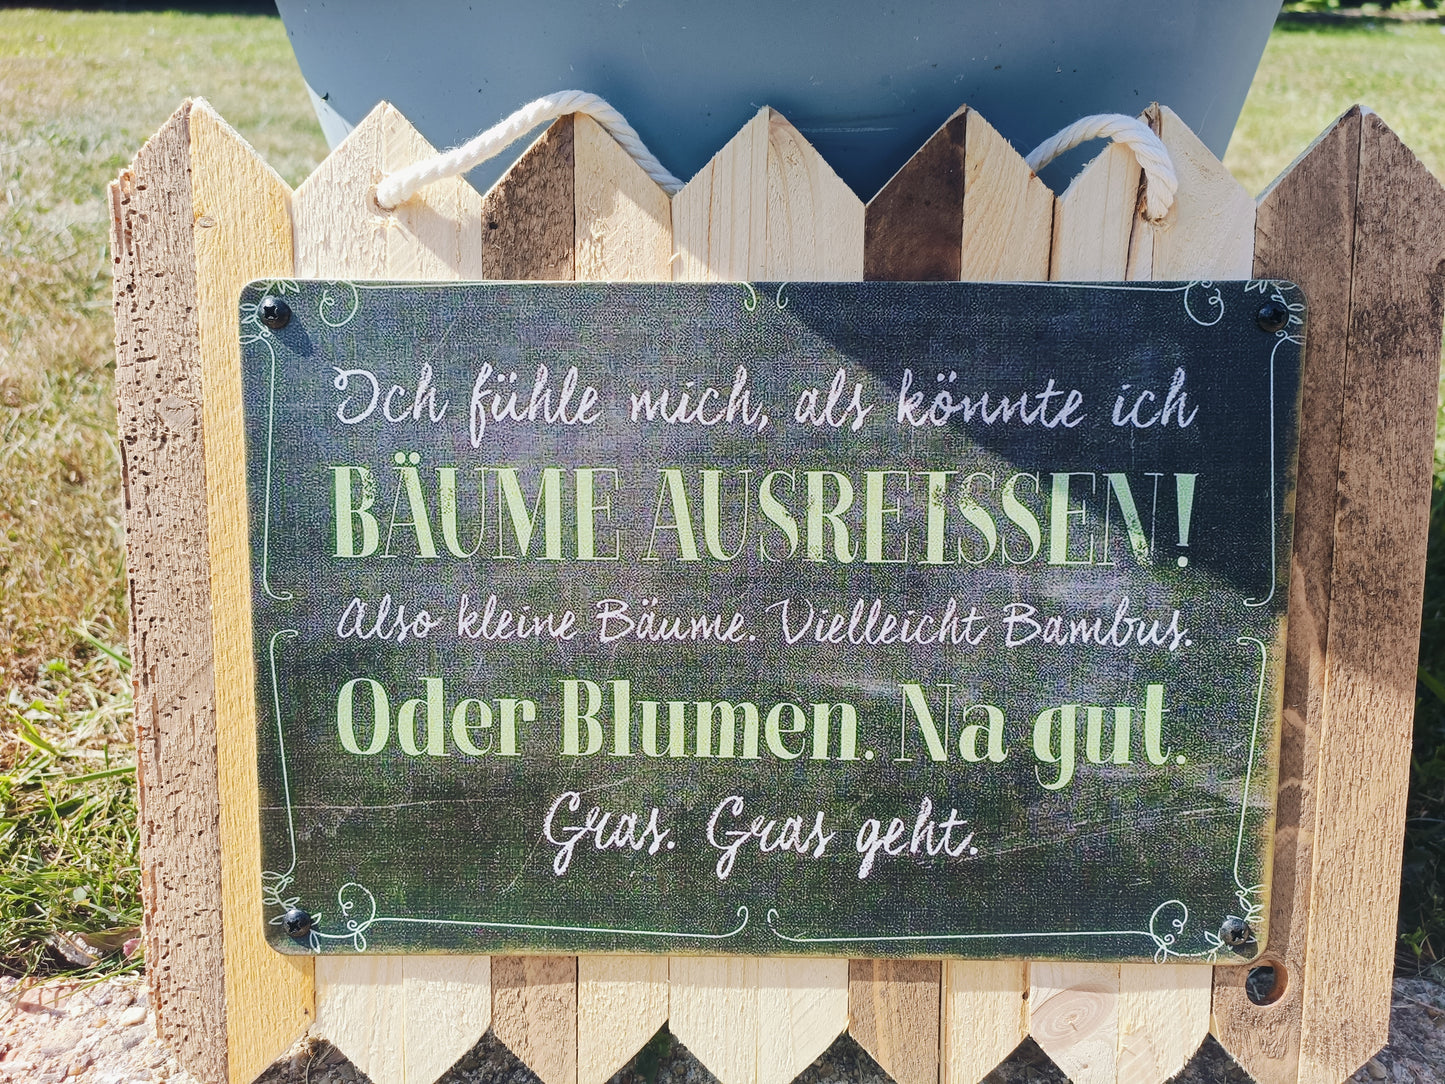 Ich fühle mich, als könnte ich
BÄUME AUSREISSEN!
Also kleine Bäume. Vielleicht Bambus.
Oder Blumen. Na gut.
Gras. Gras geht.